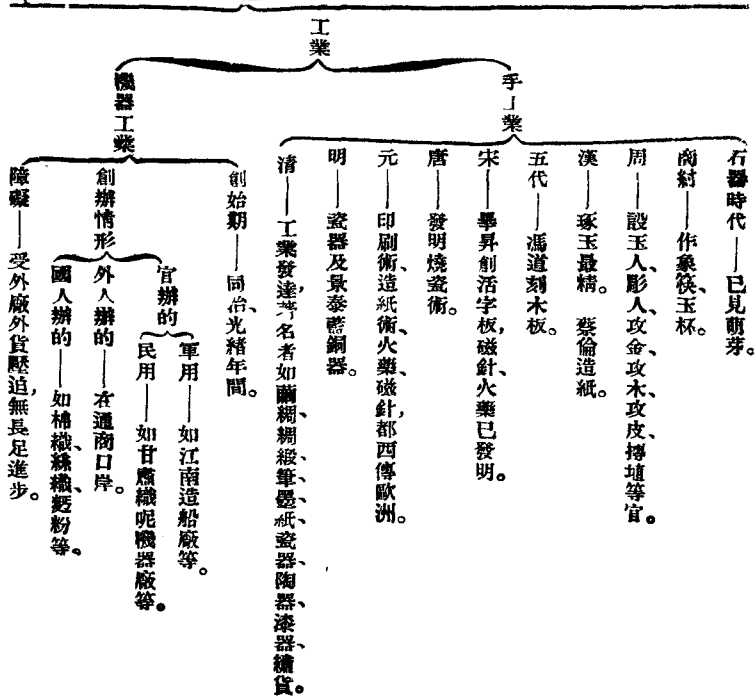 工業
手工業
石器時代——已見萌芽。
商紂——作象筷、玉杯。
周——設玉人、彫人、攻金、攻木、攻皮、摶埴等官。
漢——琢玉最精。 蔡倫造紙。
五代——馮道刻木板。
宋——畢昇創活字板,磁針、火藥已發明。
唐——發明燒瓷術。
元——印刷術、造紙術、火藥、磁針,都西傳歐洲。
明——瓷器及景泰藍銅器。
清——工業發達,著名者如繭綢、綢緞、筆、墨、紙、瓷器、陶器、漆器、繡貨。
機器工業
創始期——同治、光緒年間。
創辦情形
官辦的
軍用——如江南造船廠等。
民用——如甘肅織呢機器廠等。
外人辦的——在通商口岸。
國人辦的——如棉織、絲織、麪粉等。
障礙——受外廠外貨壓迫,無長足進步。